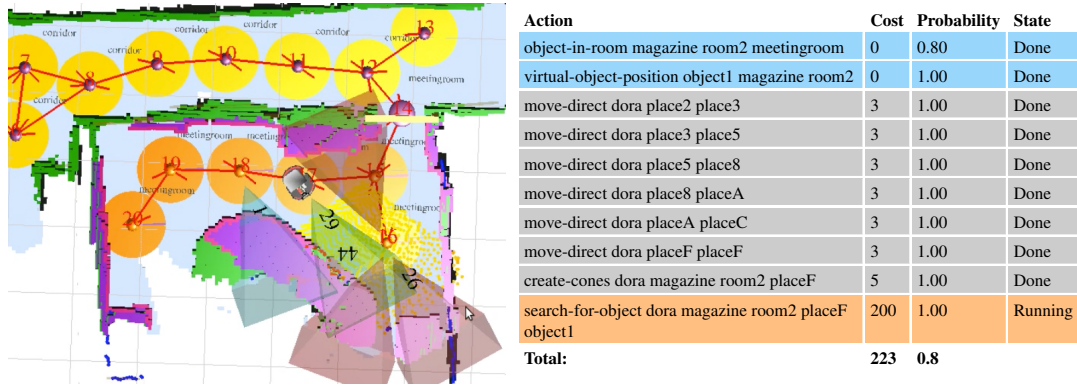 corridor
corridor
corridor
13
corridor
10
corridor
9
11
7
12
8
meetingroom
corridor
meetingroom
meetingroom
19
18
meetingroom
meetingroom
29
20
44
16
26
Action Cost Probability State
object-in-room magazine room2 meetingroom 0 0.80 Done
virtual-object-position object1 magazine room2 0 1.00 Done
move-direct dora place2 place3 3 1.00 Done
move-direct dora place3 place5 3 1.00 Done
move-direct dora place5 place8 3 1.00 Done
move-direct dora place8 placeA 3 1.00 Done
move-direct dora placeA placeC 3 1.00 Done
move-direct dora placeF placeF 3 1.00 Done
create-cones dora magazine room2 placeF 5 1.00 Done
search-for-object dora magazine room2 placeF 200 1.00 Running
object1
Total: 223 0.8